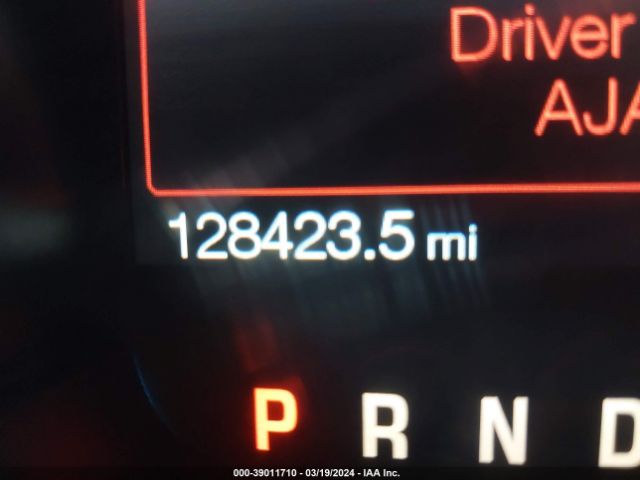 Driver
AJA
128423.5 mi
P R N D
000-39011710 - 03/19/2024 - IAA Inc.